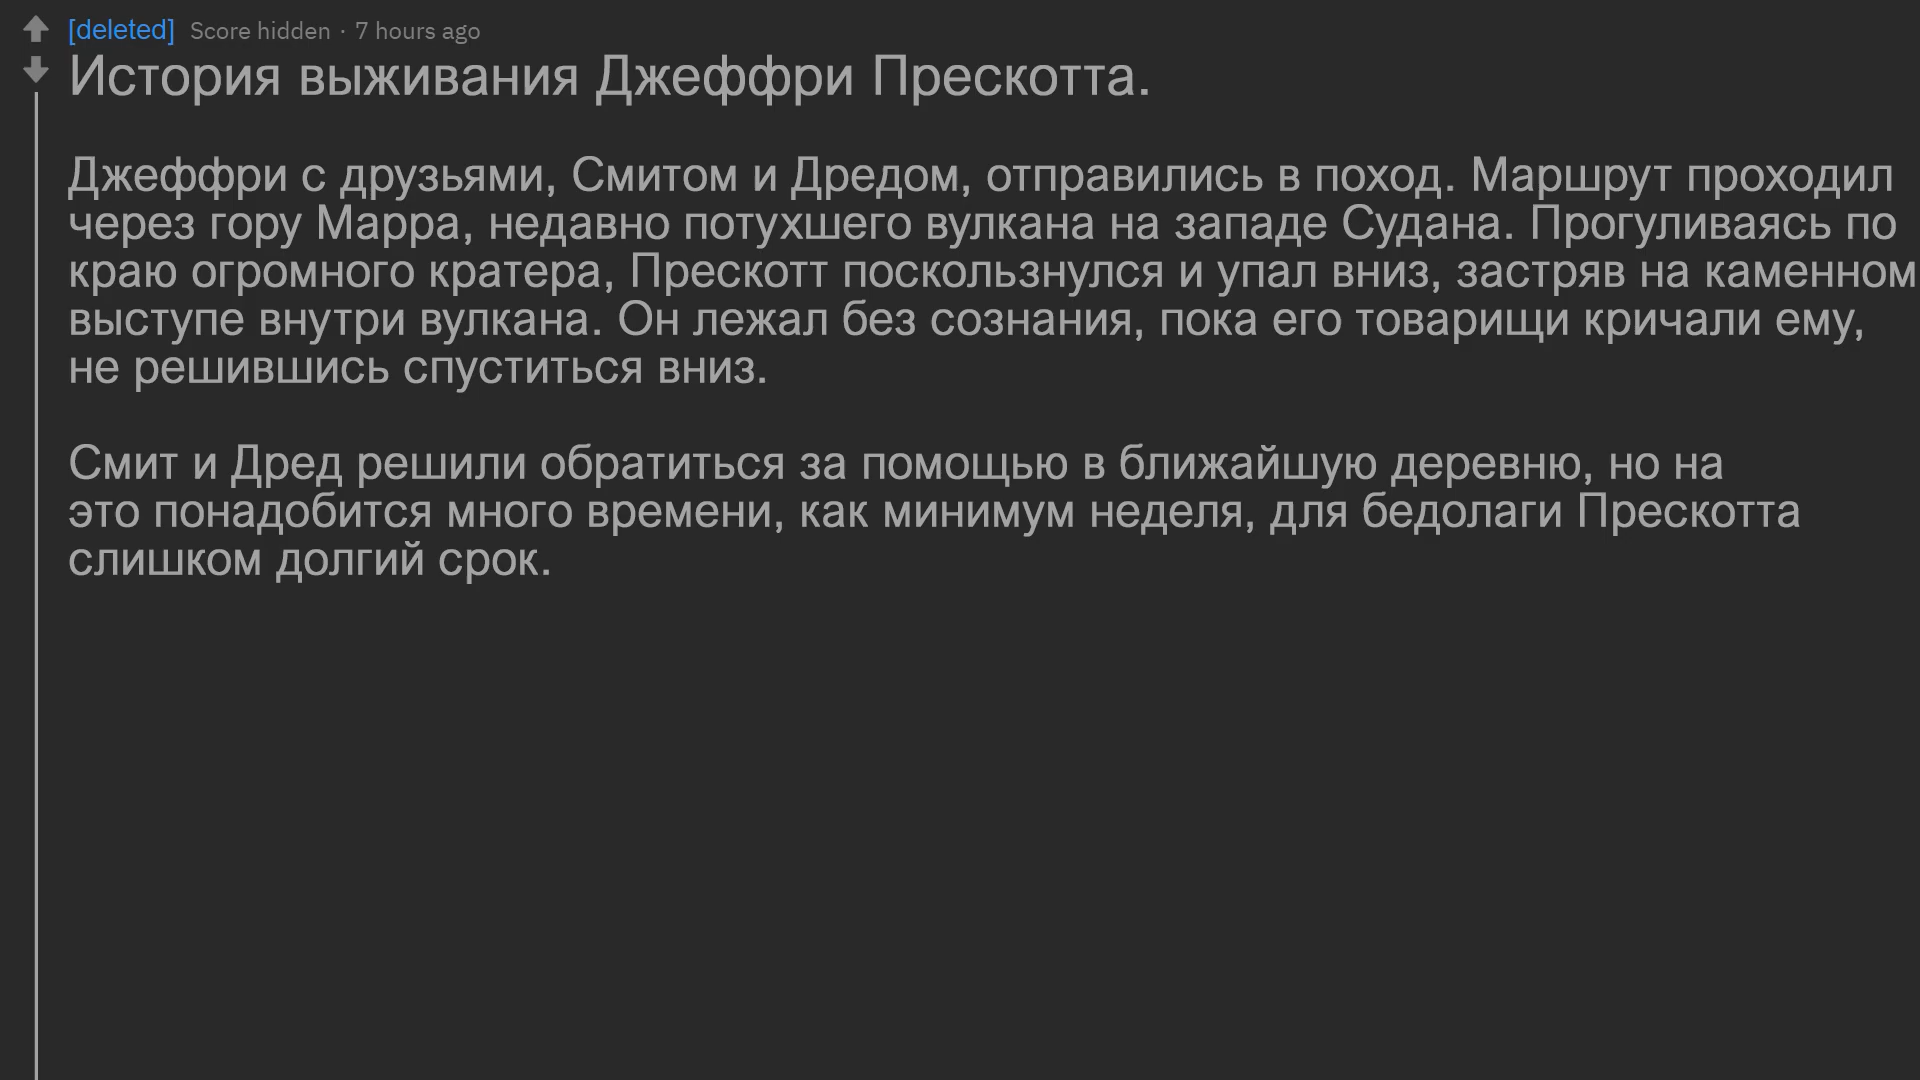 [deleted] Score hidden · 7 hours ago
История выживания Джеффри Прескотта.
Джеффри с друзьями, Смитом и Дредом, отправились в поход. Маршрут проходил
через гору Марра, недавно потухшего вулкана на западе Судана. Прогуливаясь по
краю огромного кратера, Прескотт поскользнулся и упал вниз, застряв на каменном
выступе внутри вулкана. Он лежал без сознания, пока его товарищи кричали ему,
не решившись спуститься вниз.
Смит и Дред решили обратиться за помощью в ближайшую деревню, но на
это понадобится много времени, как минимум неделя, для бедолаги Прескотта
слишком долгий срок.